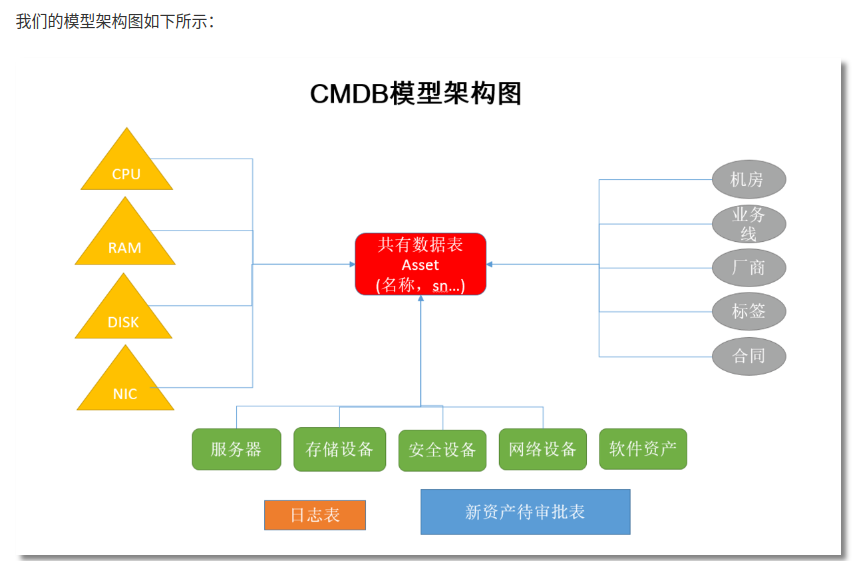 我们的模型架构图如下所示：
CMDB模型架构图
CPU
RAM
DISK
NIC
共有数据表
Asset
(名称，sn...)
机房
业务
线
厂商
标签
合同
服务器
存储设备
安全设备
网络设备
软件资产
日志表
新资产待审批表